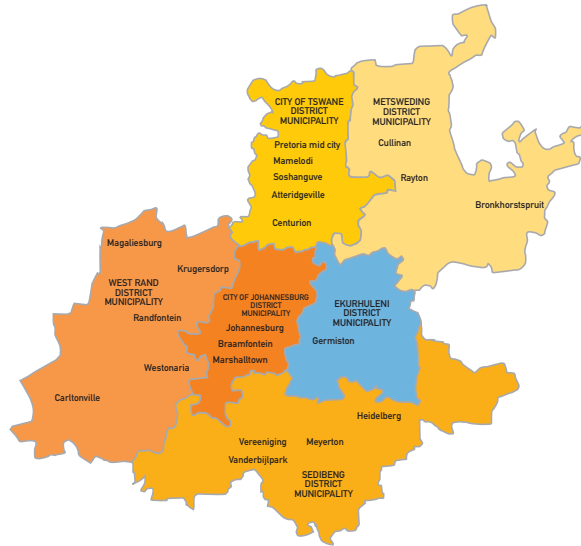 CITY OF TSWANE
DISTRICT
MUNICIPALITY
Pretoria mid city
Mamelodi
Soshanguve
Atteridgeville
Centurion
METSWEDING
DISTRICT
MUNICIPALITY
Cullinan
Rayton
Bronkhorstspruit
Magaliesburg
Krugersdorp
WEST RAND
DISTRICT
MUNICIPALITY
Randfontein
Westonaria
Carltonville
CITY OF JOHANNESBURG
DISTRICT
MUNICIPALITY
Johannesburg
Braamfontein
Marshalltown
EKURHULENI
DISTRICT
MUNICIPALITY
Germiston
Heidelberg
Vereeniging
Meyerton
Vanderbijlpark
SEDIBENG
DISTRICT
MUNICIPALITY